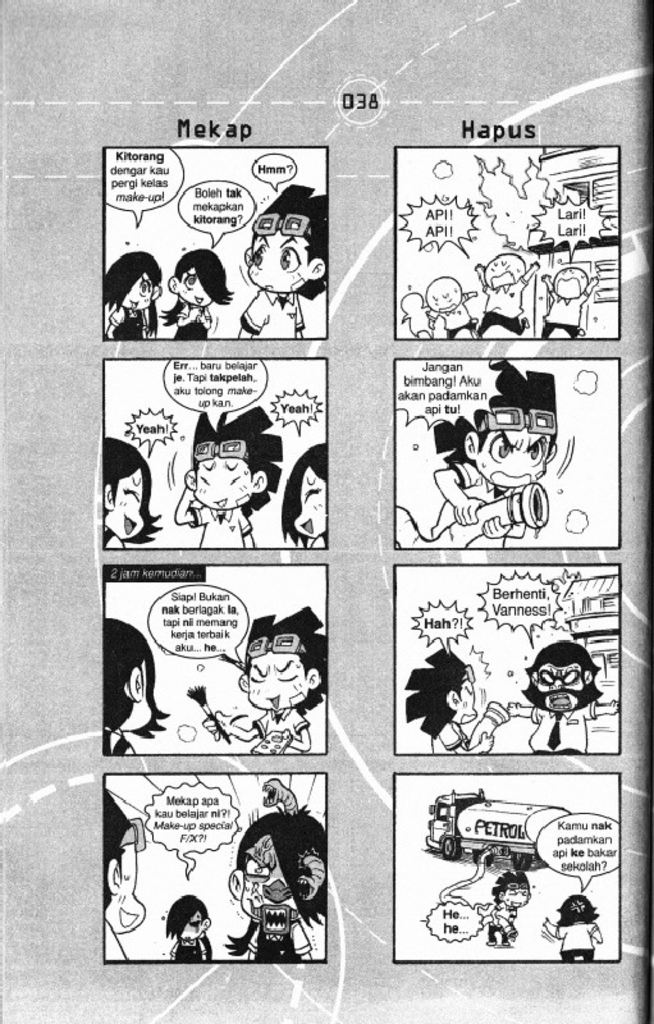 038
Mekap
Kitorang
dengar kau
pergi kelas
make-up!
Boleh tak
mekapkan
kitorang?
Hmm?
Err... baru belajar
je. Tapi takpelah,
aku tolong make-
up kan.
Yeah!
Yeah!
2 jam kemudian...
Siap! Bukan
nak berlagak la,
tapi nii memang
kerja terbaik
aku... he...
Mekap apa
kau belajar ni?!
Make-up special
F/X?!
Hapus
API!
API!
Lari!
Lari!
Jangan
bimbang! Aku
akan padamkan
api tu!
Berhenti,
Vanness!
Hah?!
PETROL
Kamu nak
padamkan
api ke bakar
sekolah?
He...
he...